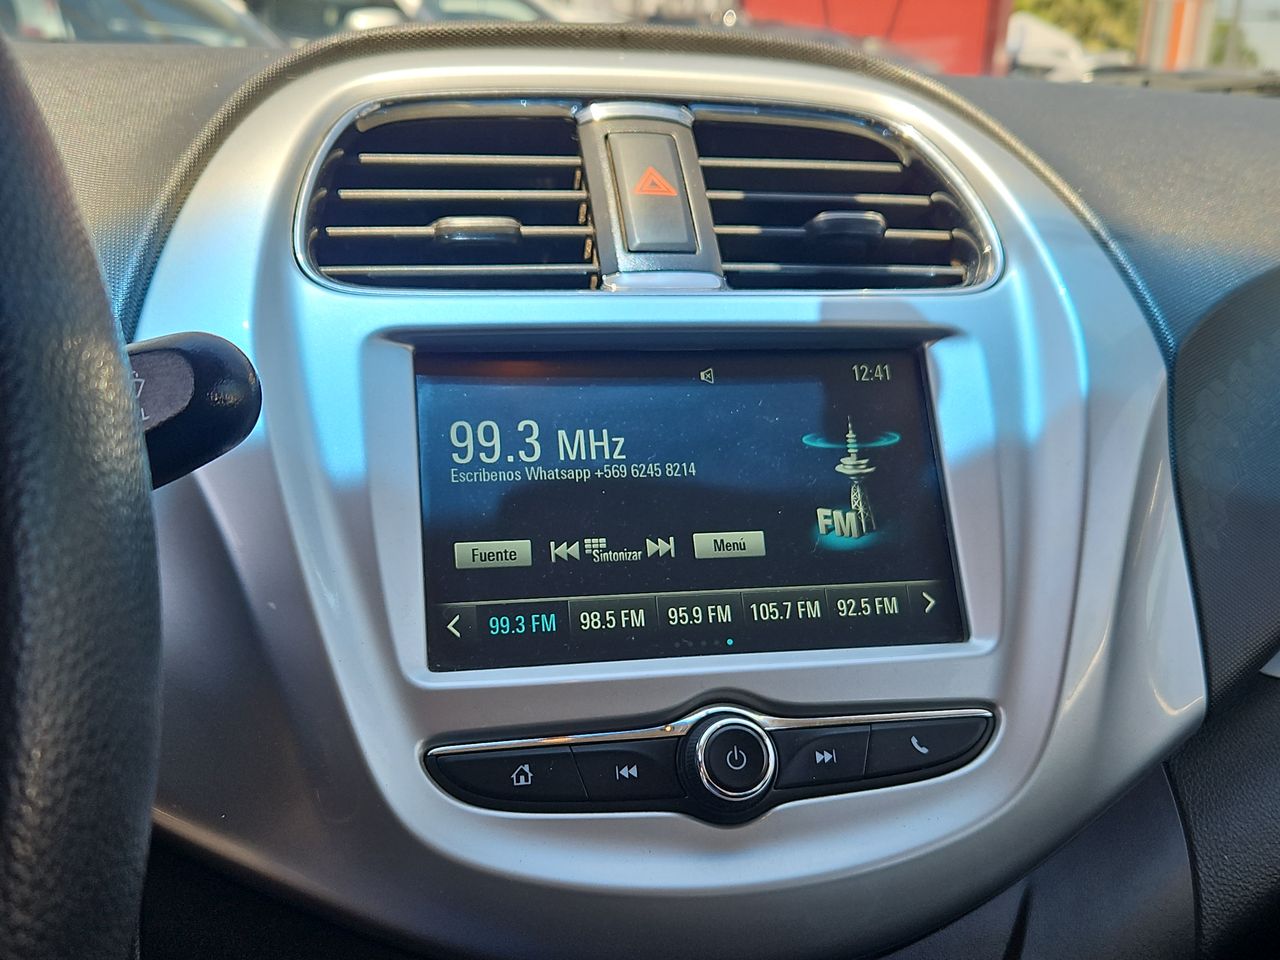 12:41
99.3 MHz
Escribenos Whatsapp +569 6245 8214
FM
Fuente
Sintonizar
Menú
99.3 FM
98.5 FM
95.9 FM
105.7 FM
92.5 FM